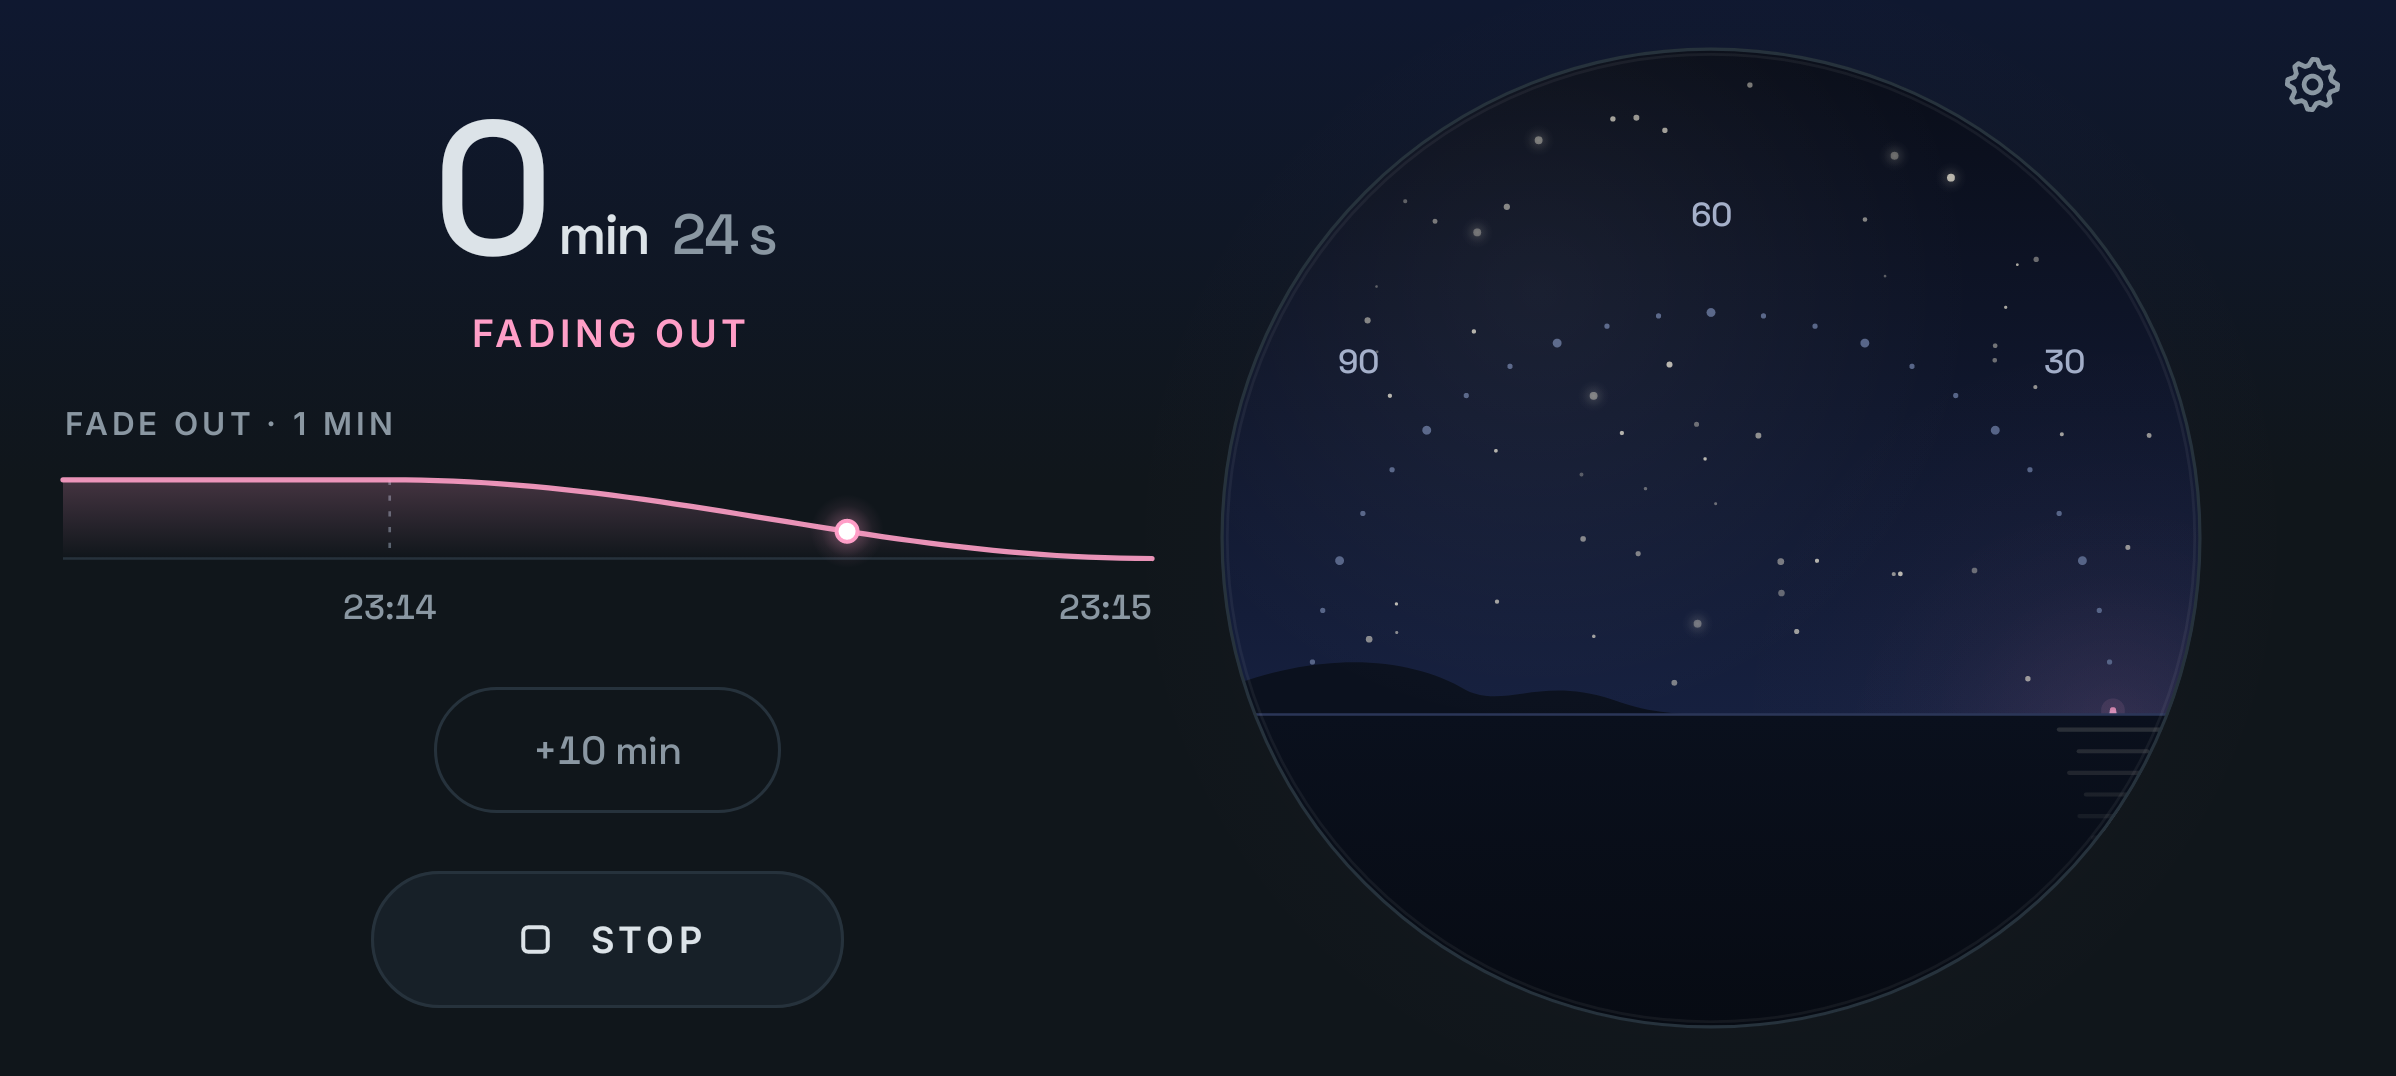 0 min 24 s
FADING OUT
FADE OUT · 1 MIN
23:14 23:15
+10 min
STOP
60
90 30